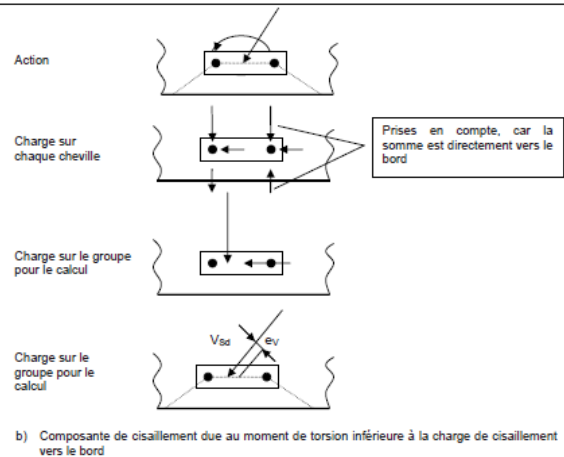 Action
Charge sur
chaque cheville
Prises en compte, car la
somme est directement vers le
bord
Charge sur le groupe
pour le calcul
VSd
eV
Charge sur le
groupe pour le
calcul
b) Composante de cisaillement due au moment de torsion inférieure à la charge de cisaillement
vers le bord